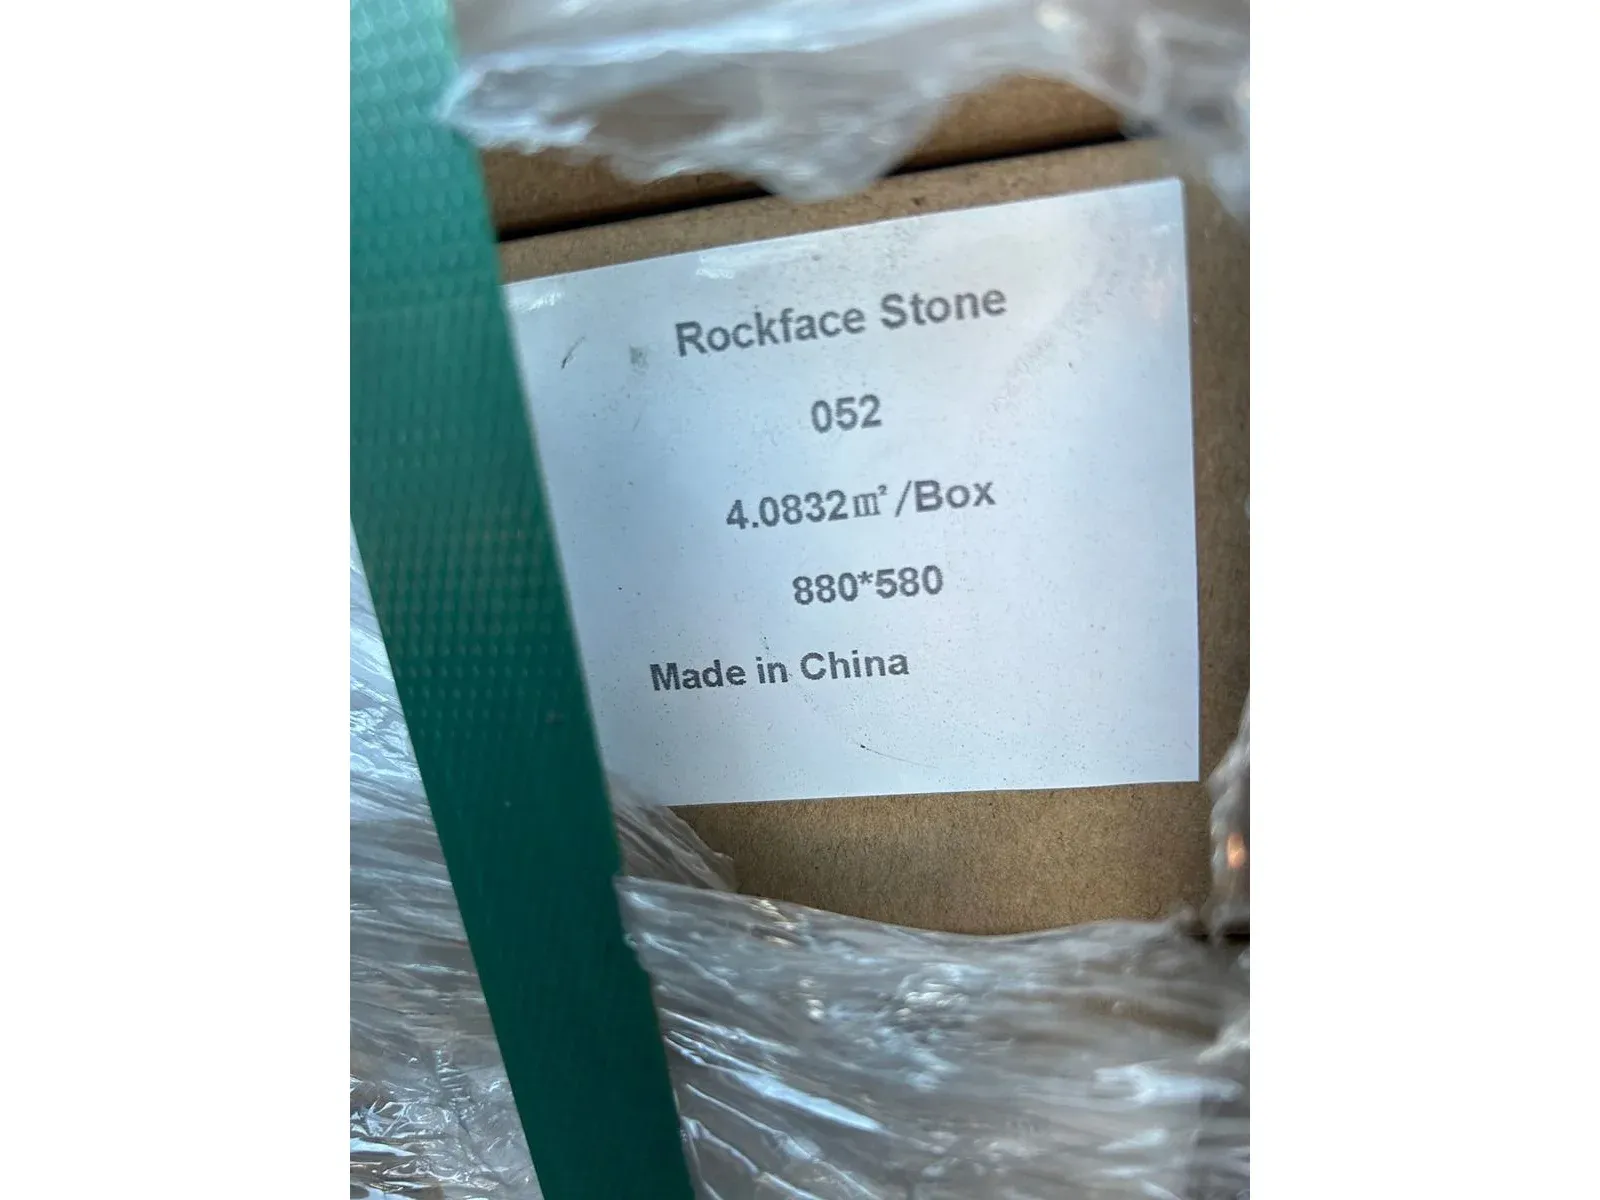 Rockface Stone
052
4.0832㎡/Box
880*580
Made in China